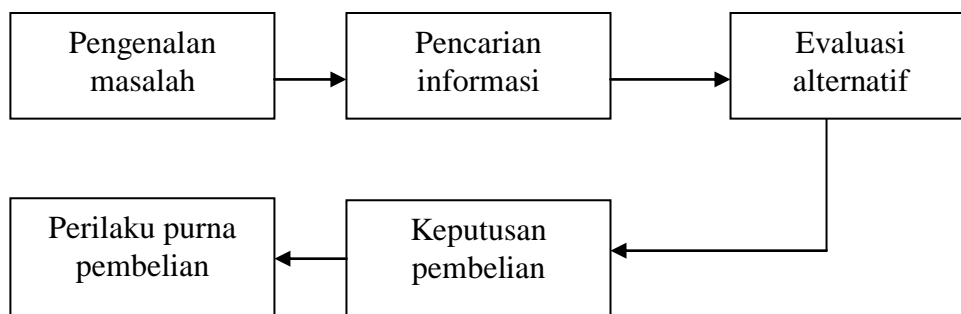 Pengenalan
masalah
Pencarian
informasi
Evaluasi
alternatif
Perilaku purna
pembelian
Keputusan
pembelian